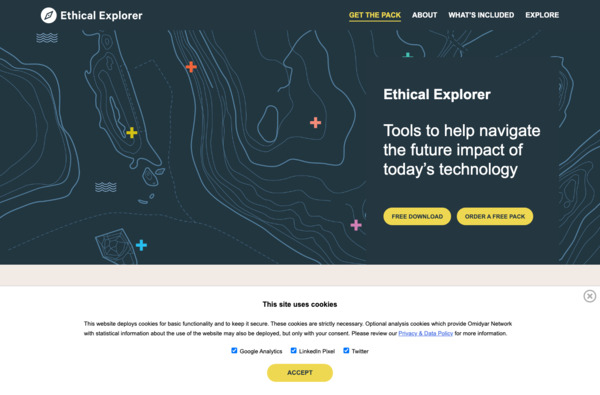 Ethical Explorer
GET THE PACK
ABOUT
WHAT'S INCLUDED
EXPLORE
Ethical Explorer
Tools to help navigate
the future impact of
today's technology
FREE DOWNLOAD
ORDER A FREE PACK
This site uses cookies
This website deploys cookies for basic functionality and to keep it secure. These cookies are strictly necessary. Optional analysis cookies which provide Omidyar Network
with statistical information about the use of the website may also be deployed, but only with your consent. Please review our Privacy & Data Policy for more information.
Google Analytics
LinkedIn Pixel
Twitter
ACCEPT